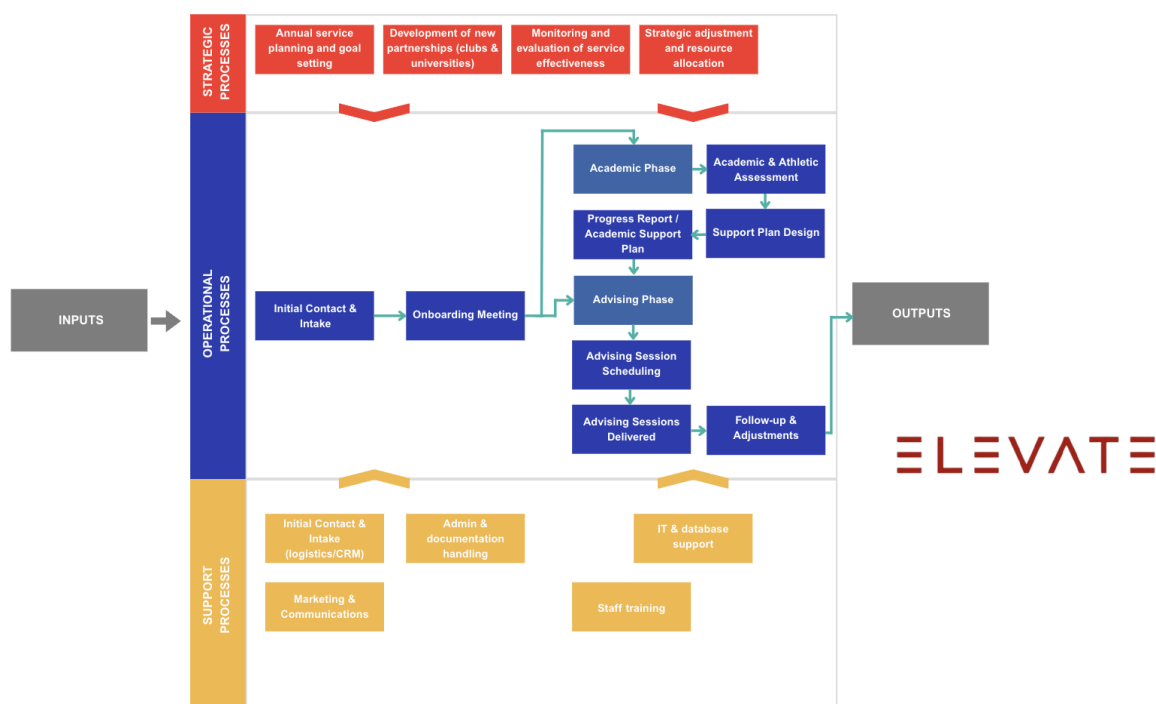 STRATEGIC
PROCESSES
Annual service
planning and goal
setting
Development of new
partnerships (clubs &
universities)
Monitoring and
evaluation of service
effectiveness
Strategic adjustment
and resource
allocation
OPERATIONAL
PROCESSES
Academic Phase
Academic & Athletic
Assessment
Progress Report /
Academic Support
Plan
Support Plan Design
INPUTS
Initial Contact &
Intake
Onboarding Meeting
Advising Phase
OUTPUTS
Advising Session
Scheduling
Advising Sessions
Delivered
Follow-up &
Adjustments
ELEVATE
SUPPORT
PROCESSES
Initial Contact &
Intake
(logistics/CRM)
Admin &
documentation
handling
IT & database
support
Marketing &
Communications
Staff training